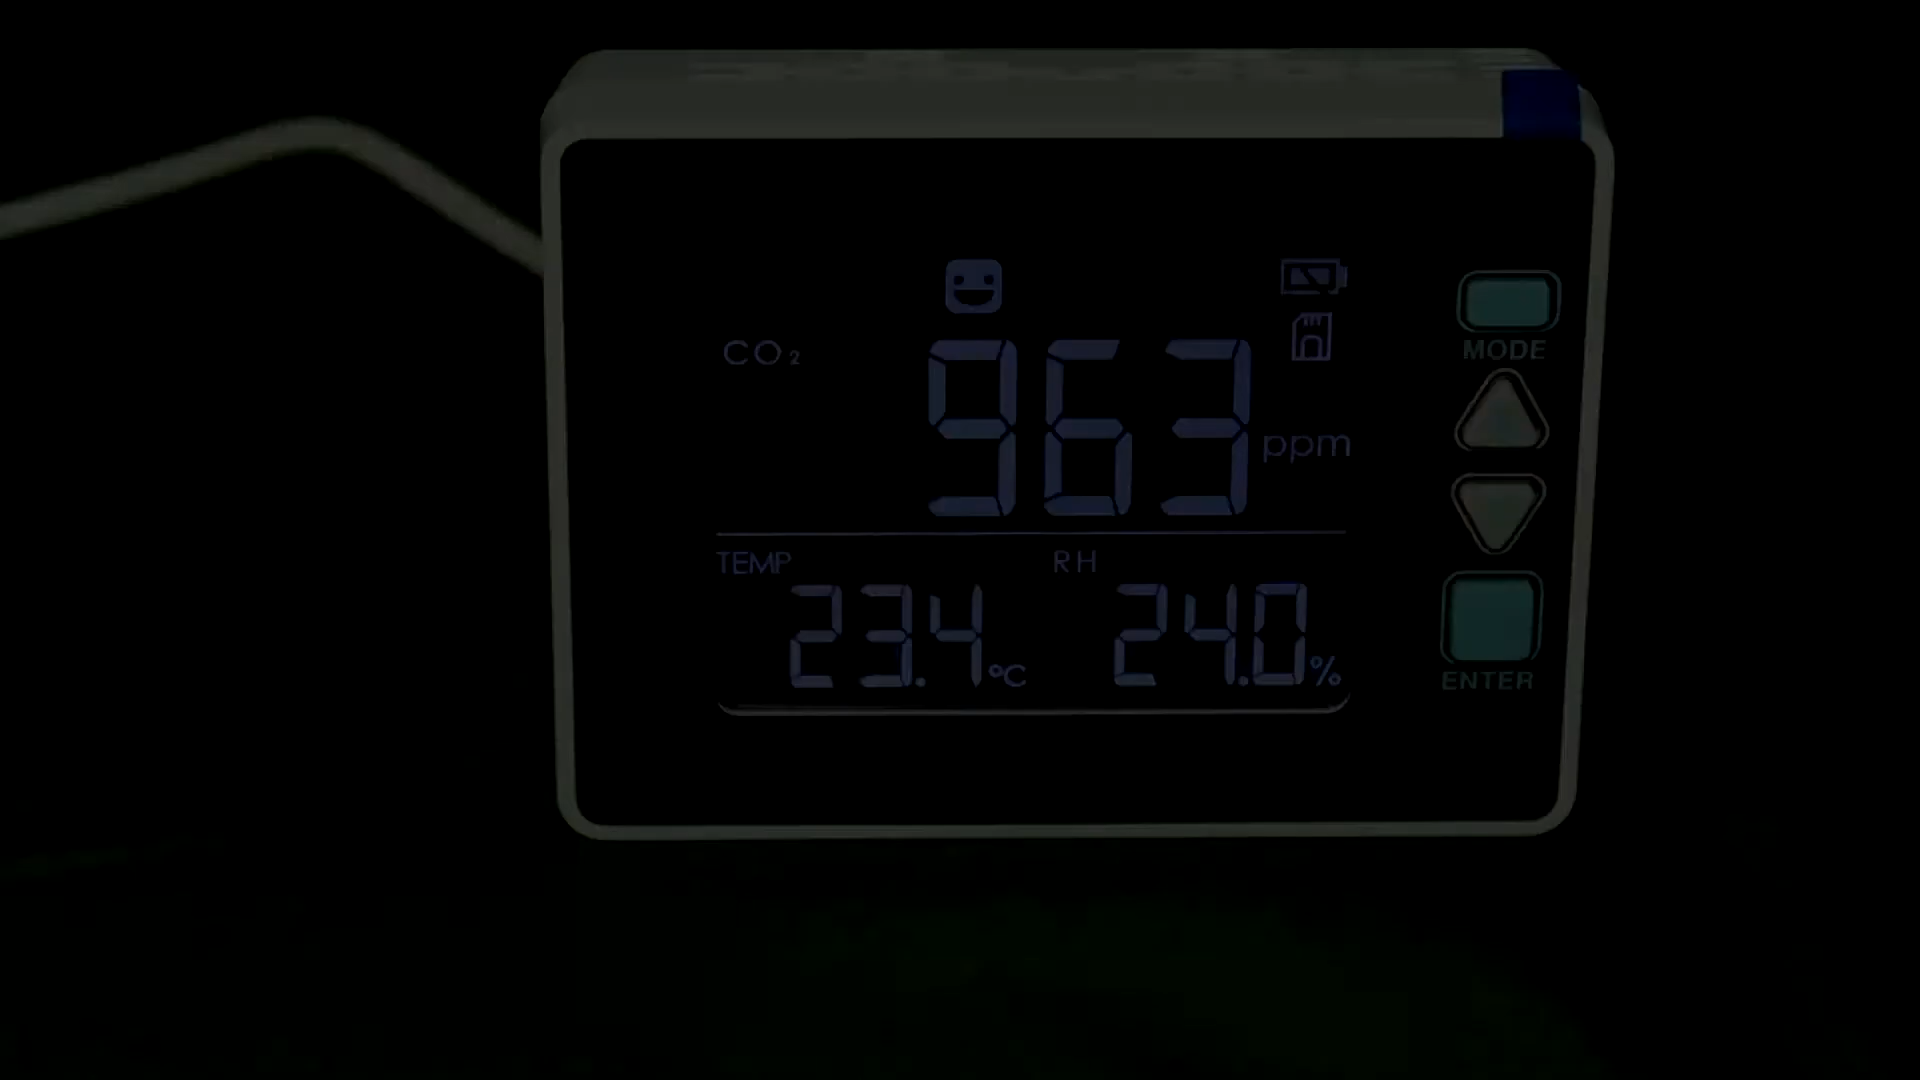 CO₂ 963 ppm
MODE
TEMP RH
23.4 °C 24.0 %
ENTER